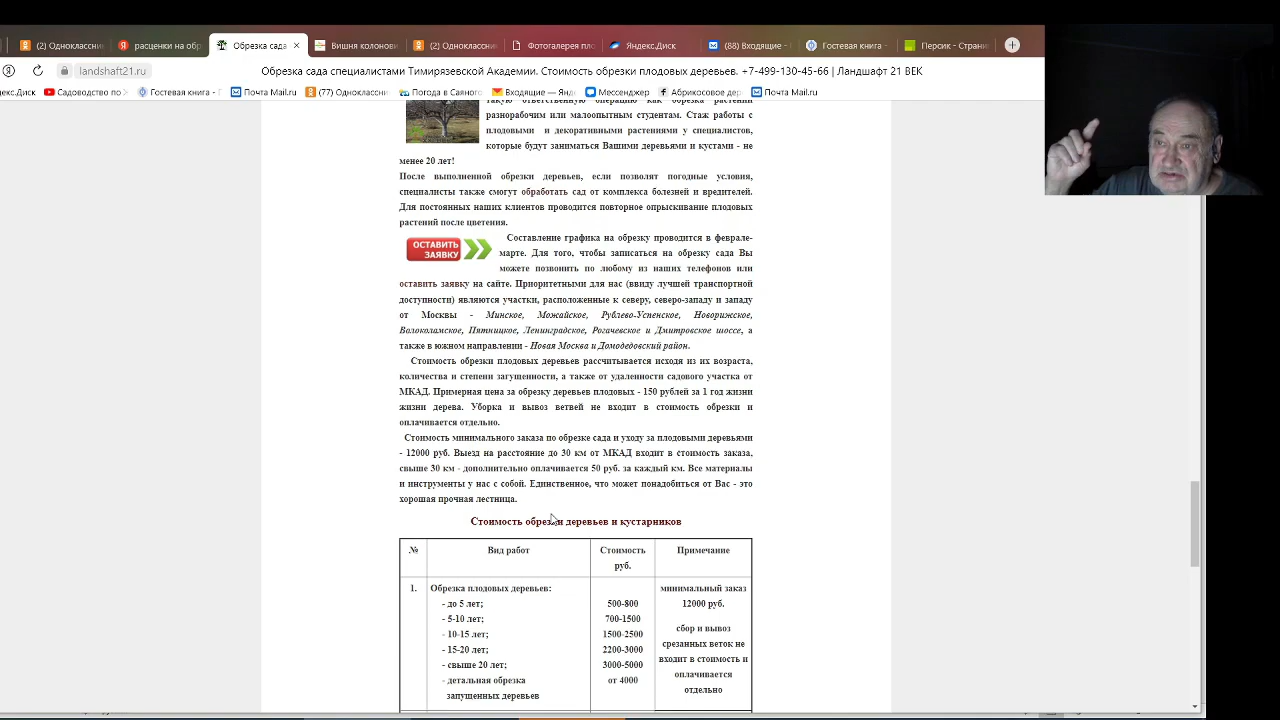 (2) Одноклассни
расценки на обр
Обрезка сада
Вишня колонови
(2) Одноклассни
Фотогалерея пло
Яндекс.Диск
(88) Входящие -
Гостевая книга -
Персик - Страни
landshaft21.ru
Обрезка сада специалистами Тимирязевской Академии. Стоимость обрезки плодовых деревьев. +7-499-130-45-66 | Ландшафт 21 ВЕК
екс.Диск
Садоводство по
Гостевая книга - Г
Почта Mail.ru
(77) Одноклассни
Погода в Саяного
Входящие — Янд
Мессенджер
Абрикосовое дер
Почта Mail.ru
такую ответственную операцию как обрезка растений
разнорабочим или малоопытным студентам. Стаж работы с
плодовыми и декоративными растениями у специалистов,
которые будут заниматься Вашими деревьями и кустами - не
менее 20 лет!
После выполненной обрезки деревьев, если позволят погодные условия,
специалисты также смогут обработать сад от комплекса болезней и вредителей.
Для постоянных наших клиентов проводится повторное опрыскивание плодовых
растений после цветения.
ОСТАВИТЬ
ЗАЯВКУ
Составление графика на обрезку проводится в феврале-
марте. Для того, чтобы записаться на обрезку сада Вы
можете позвонить по любому из наших телефонов или
оставить заявку на сайте. Приоритетными для нас (ввиду лучшей транспортной
доступности) являются участки, расположенные к северу, северо-западу и западу
от Москвы - Минское, Можайское, Рублево-Успенское, Новорижское,
Волоколамское, Пятницкое, Ленинградское, Рогачевское и Дмитровское шоссе, а
также в южном направлении - Новая Москва и Домодедовский район.
Стоимость обрезки плодовых деревьев рассчитывается исходя из их возраста,
количества и степени загущенности, а также от удаленности садового участка от
МКАД. Примерная цена за обрезку деревьев плодовых - 150 рублей за 1 год жизни
жизни дерева. Уборка и вывоз ветвей не входит в стоимость обрезки и
оплачивается отдельно.
Стоимость минимального заказа по обрезке сада и уходу за плодовыми деревьями
- 12000 руб. Выезд на расстояние до 30 км от МКАД входит в стоимость заказа,
свыше 30 км - дополнительно оплачивается 50 руб. за каждый км. Все материалы
и инструменты у нас с собой. Единственное, что может понадобиться от Вас - это
хорошая прочная лестница.
Стоимость обрезки деревьев и кустарников
№ Вид работ Стоимость руб. Примечание
1. Обрезка плодовых деревьев: минимальный заказ
- до 5 лет; 500-800 12000 руб.
- 5-10 лет; 700-1500 сбор и вывоз
- 10-15 лет; 1500-2500 срезанных веток не
- 15-20 лет; 2200-3000 входит в стоимость и
- свыше 20 лет; 3000-5000 оплачивается
- детальная обрезка от 4000 отдельно
запущенных деревьев